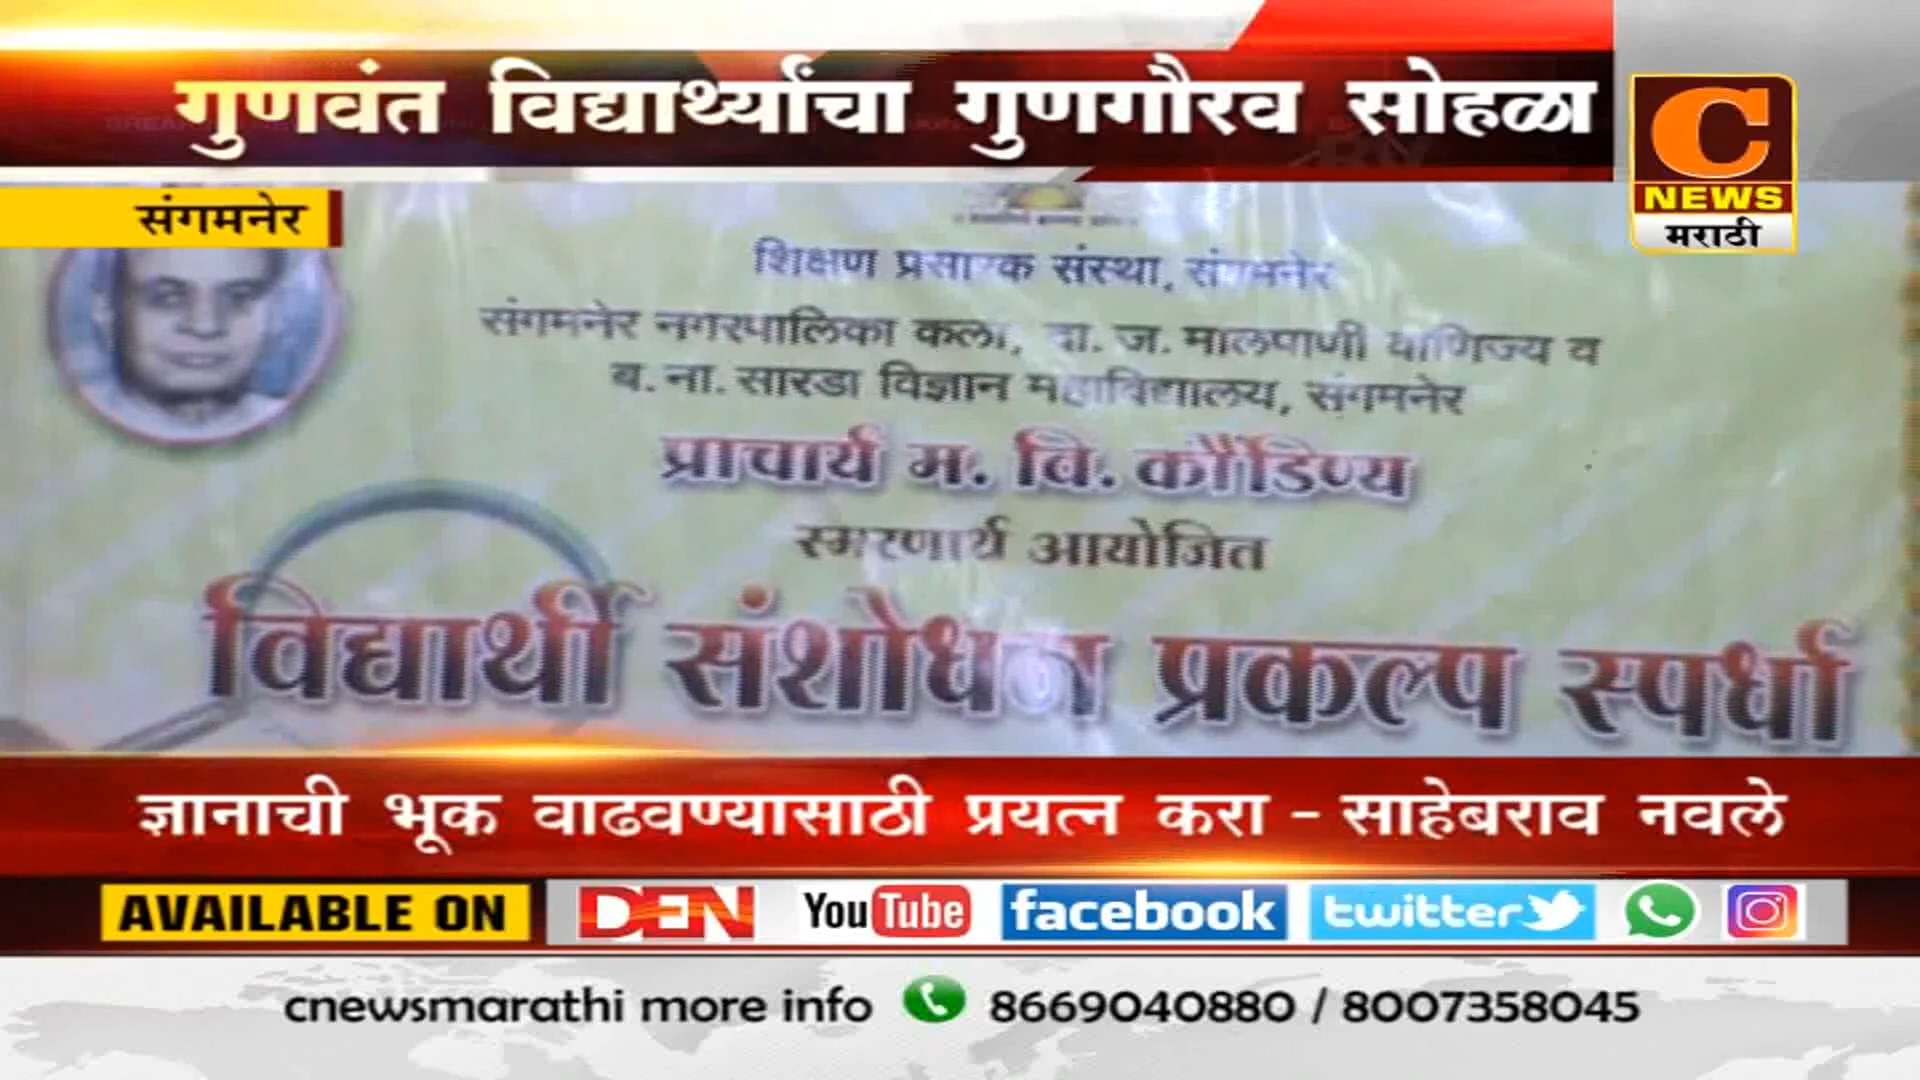 गुणवंत विद्यार्थ्यांचा गुणगौरव सोहळा
C
NEWS
मराठी
संगमनेर
शिक्षण प्रसारक संस्था, संगमनेर
संगमनेर नगरपालिका कला, दा. ज. मालपाणी वाणिज्य व
ब. ना. सारडा विज्ञान महाविद्यालय, संगमनेर
प्राचार्य म. वि. कौंडिण्य
स्मरणार्थ आयोजित
विद्यार्थी संशोधन प्रकल्प स्पर्धा
ज्ञानाची भूक वाढवण्यासाठी प्रयत्न करा - साहेबराव नवले
AVAILABLE ON DEN YouTube facebook twitter
cnewsmarathi more info 8669040880 / 8007358045